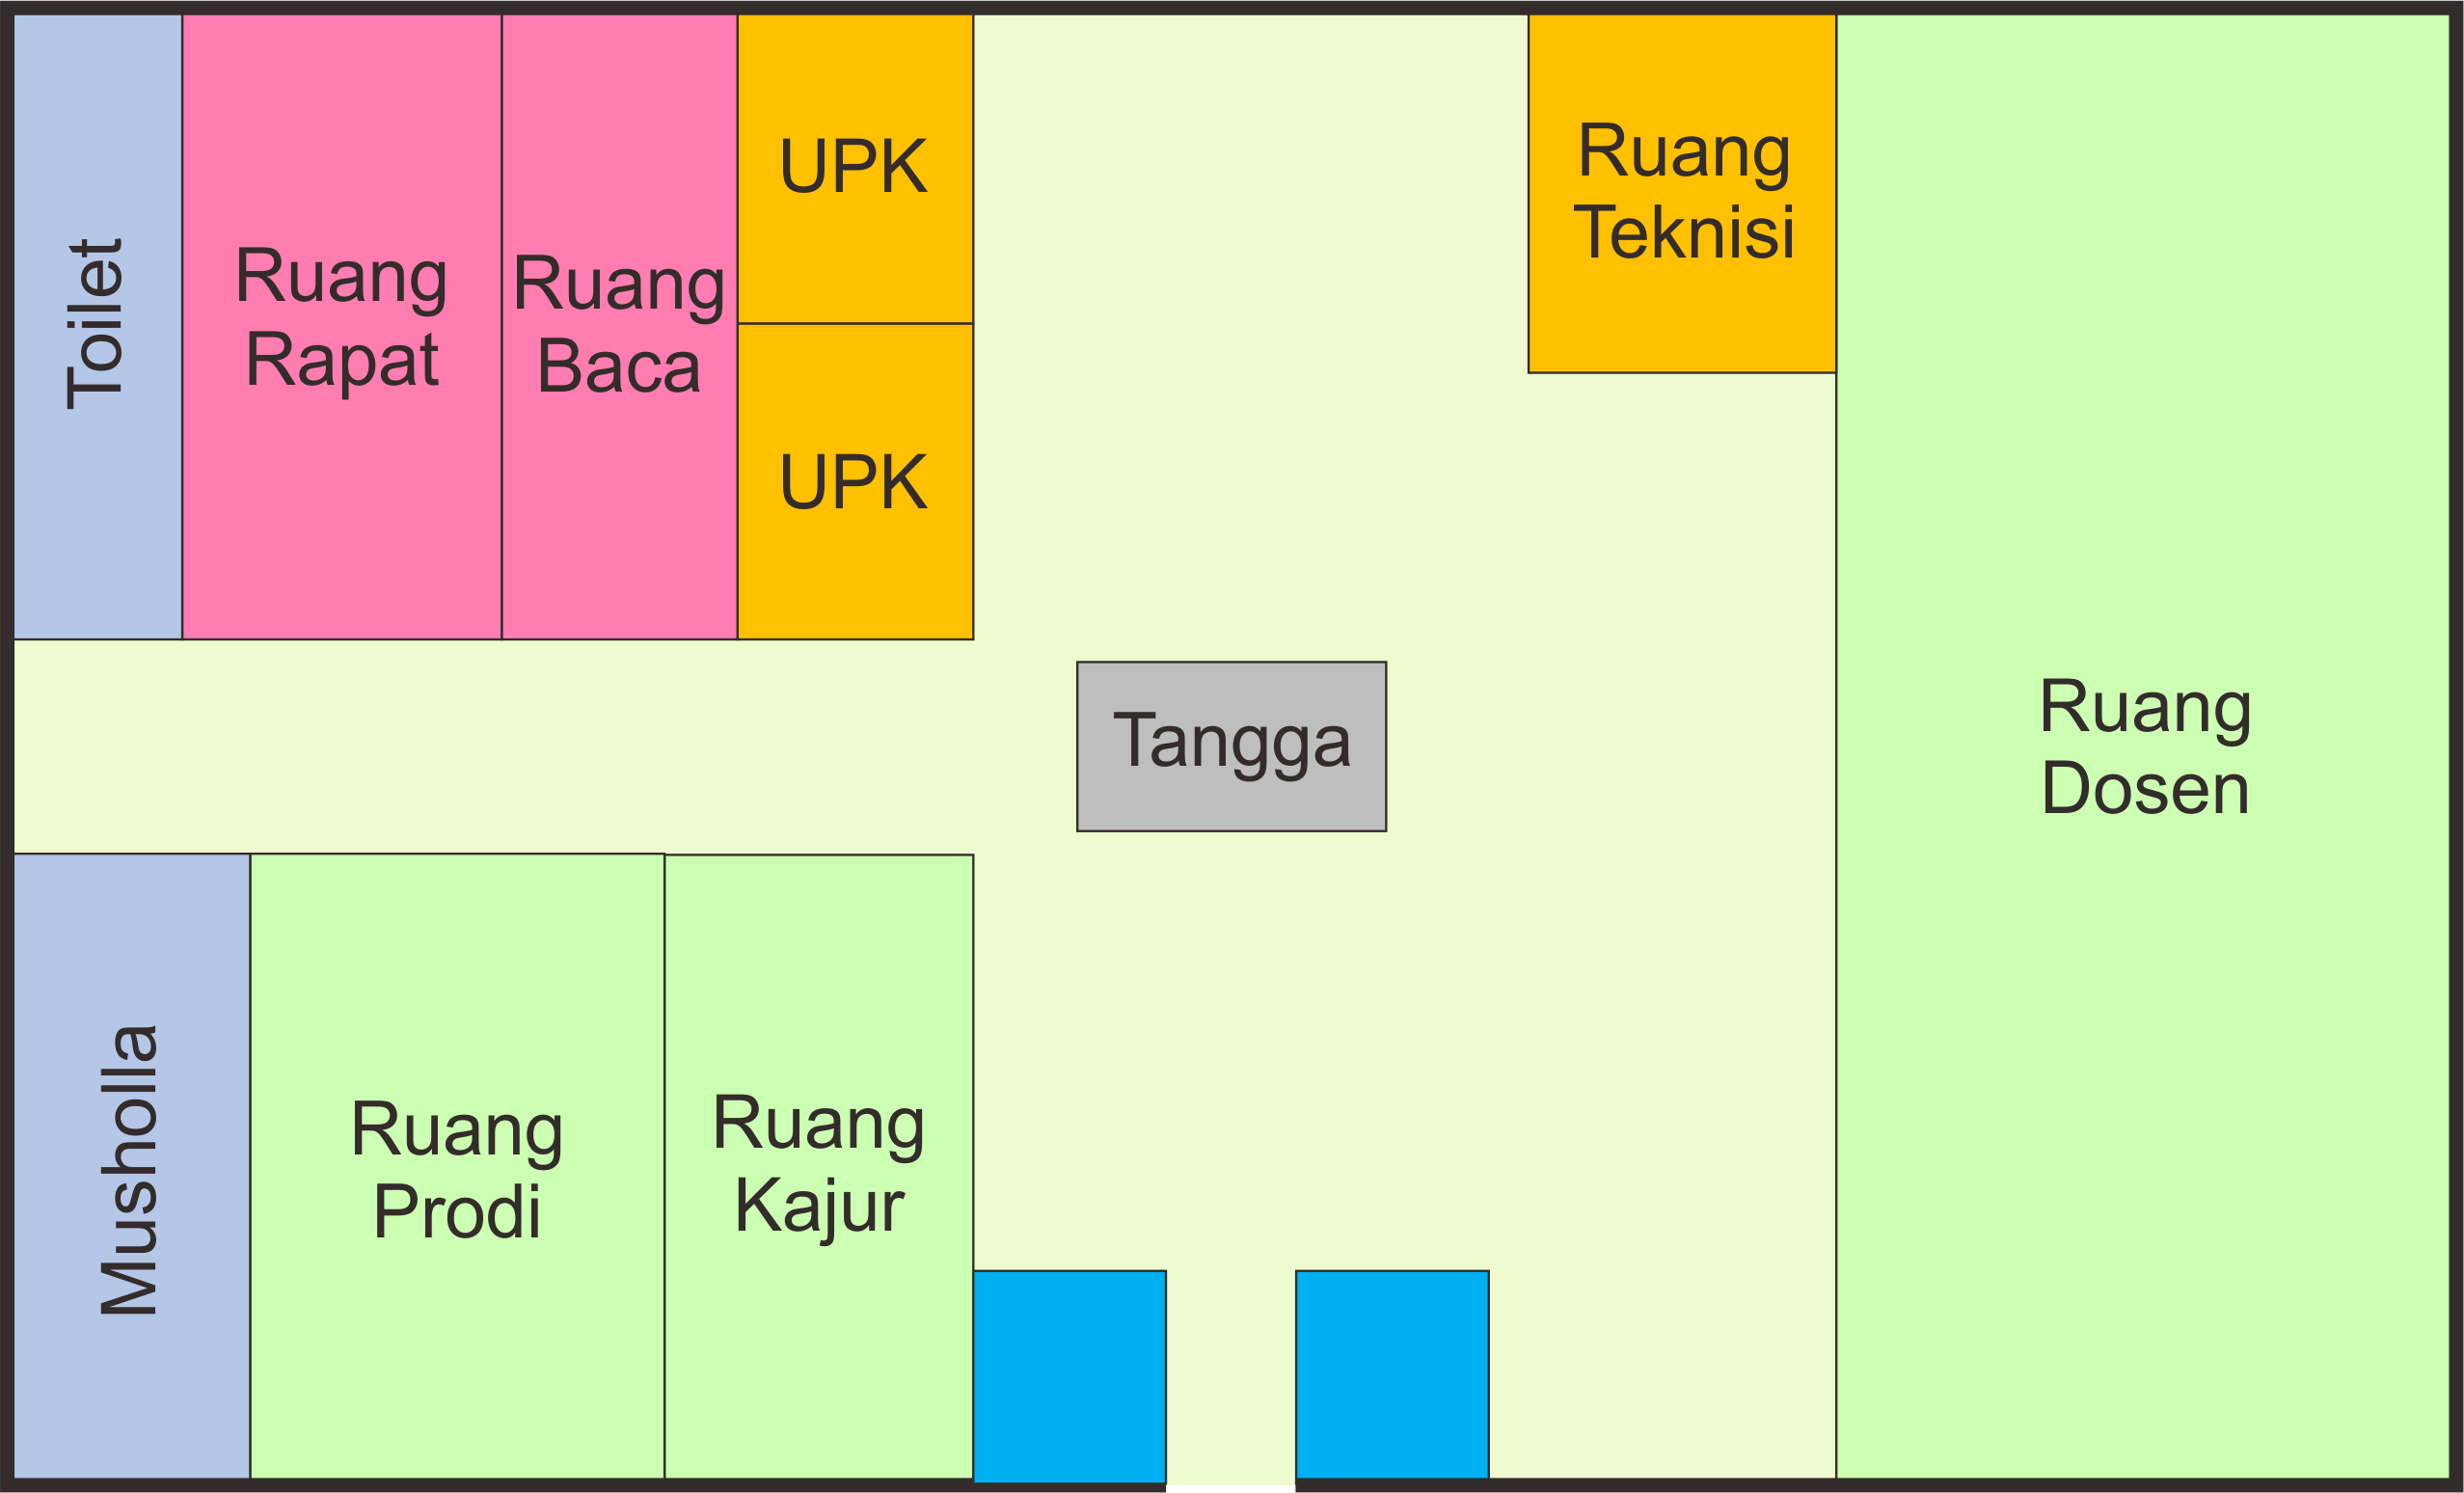 Toilet
Ruang
Rapat
Ruang
Baca
UPK
UPK
Ruang
Teknisi
Tangga
Ruang
Dosen
Musholla
Ruang
Prodi
Ruang
Kajur